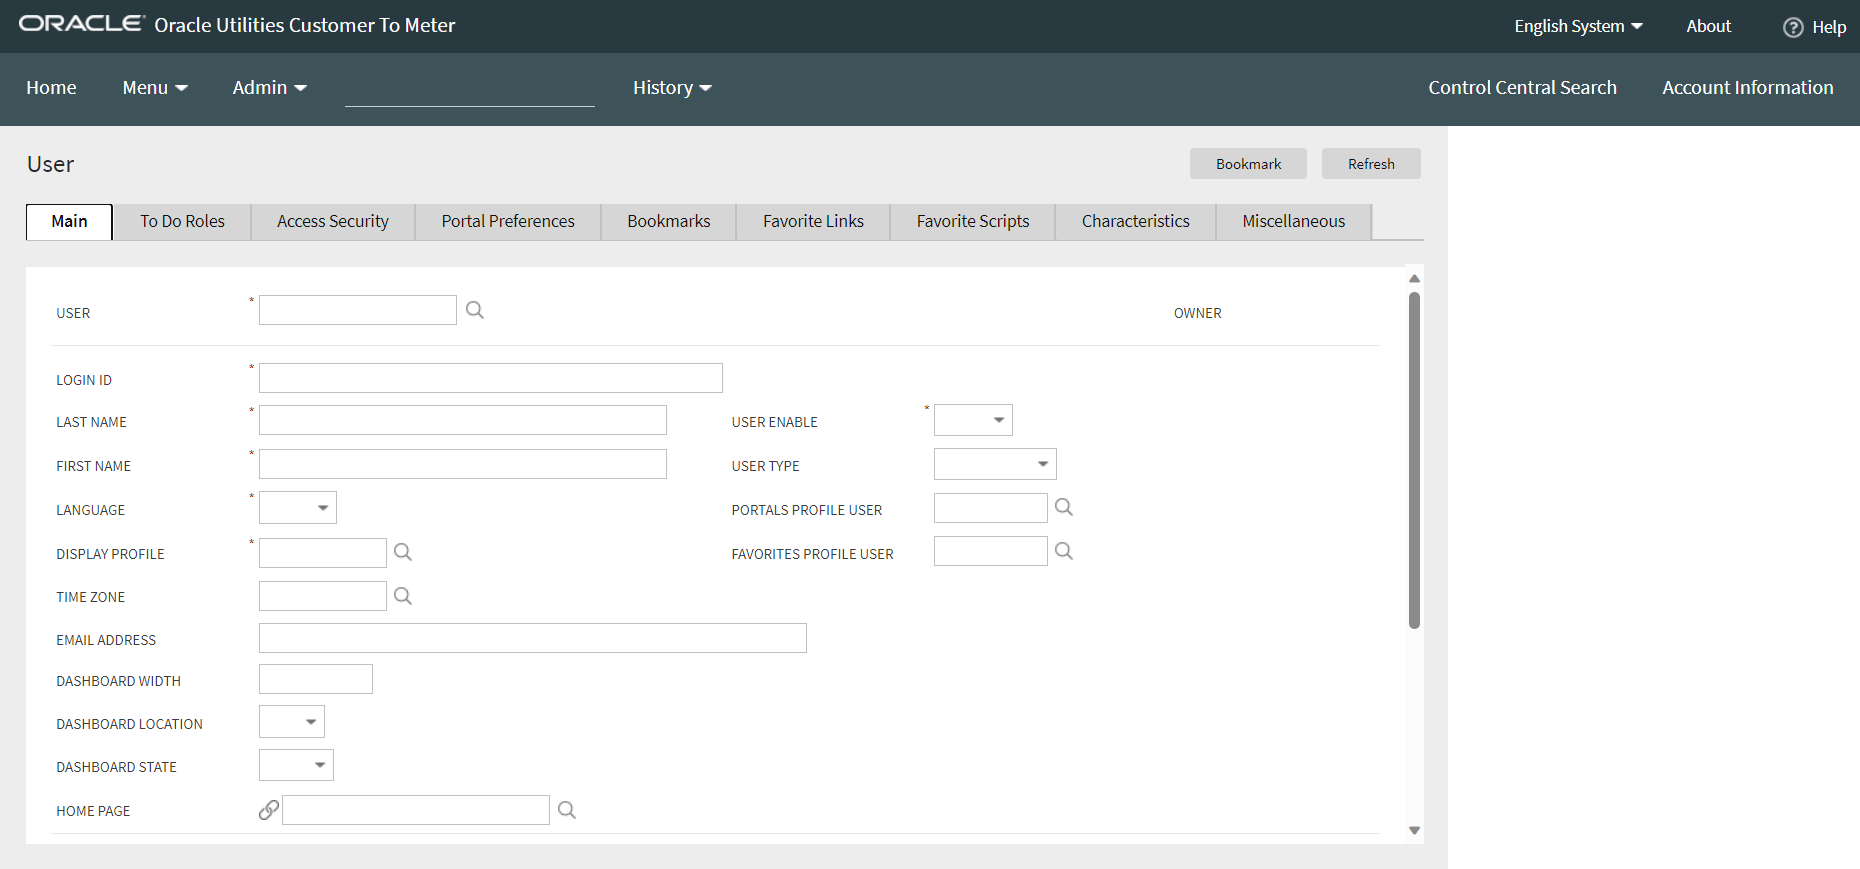 ORACLE Oracle Utilities Customer To Meter English System About Help
Home Menu Admin History Control Central Search Account Information
User Bookmark Refresh
Main To Do Roles Access Security Portal Preferences Bookmarks Favorite Links Favorite Scripts Characteristics Miscellaneous
USER * OWNER
LOGIN ID *
LAST NAME * USER ENABLE *
FIRST NAME * USER TYPE
LANGUAGE * PORTALS PROFILE USER
DISPLAY PROFILE * FAVORITES PROFILE USER
TIME ZONE
EMAIL ADDRESS
DASHBOARD WIDTH
DASHBOARD LOCATION
DASHBOARD STATE
HOME PAGE